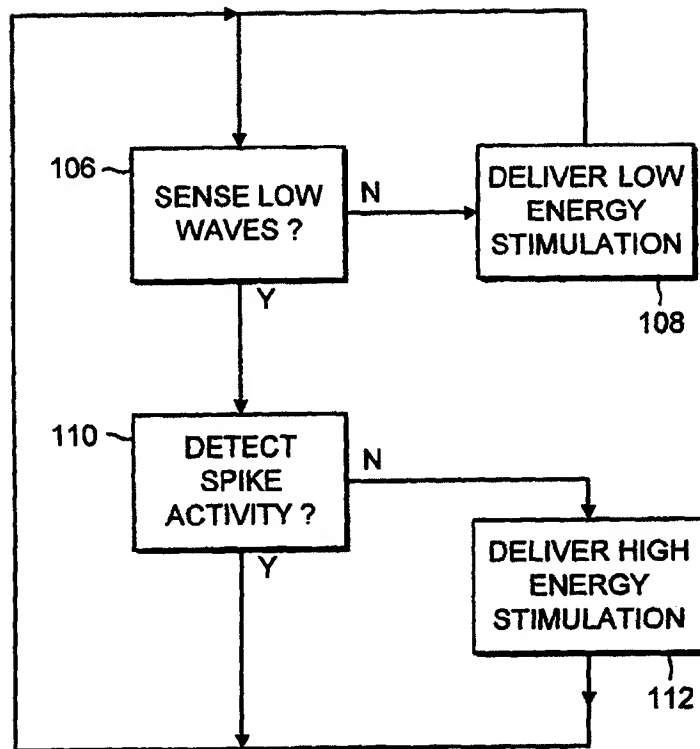 106
SENSE LOW
WAVES ?
N
DELIVER LOW
ENERGY
STIMULATION
108
Y
110
DETECT
SPIKE
ACTIVITY ?
N
DELIVER HIGH
ENERGY
STIMULATION
112
Y